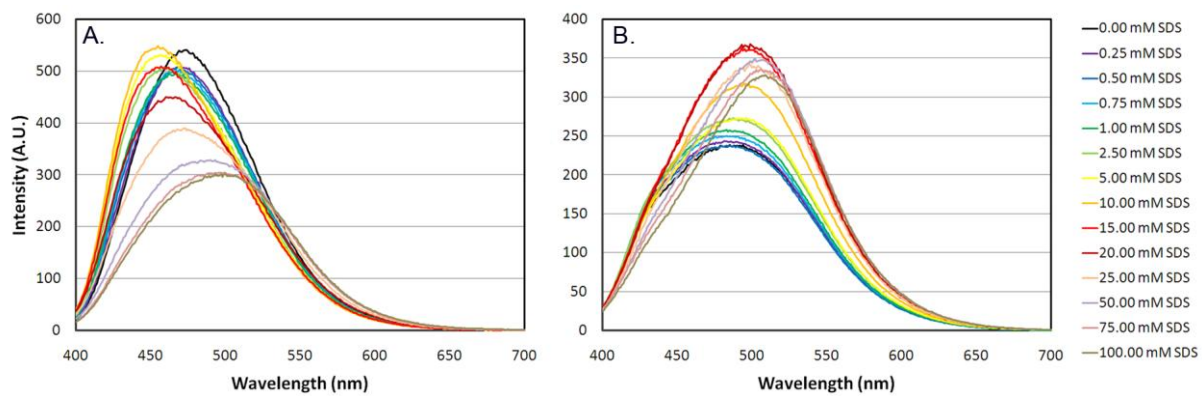 A.
600
500
400
300
200
100
0
Intensity (A.U.)
400 450 500 550 600 650 700
Wavelength (nm)
B.
400
350
300
250
200
150
100
50
0
400 450 500 550 600 650 700
Wavelength (nm)
0.00 mM SDS
0.25 mM SDS
0.50 mM SDS
0.75 mM SDS
1.00 mM SDS
2.50 mM SDS
5.00 mM SDS
10.00 mM SDS
15.00 mM SDS
20.00 mM SDS
25.00 mM SDS
50.00 mM SDS
75.00 mM SDS
100.00 mM SDS